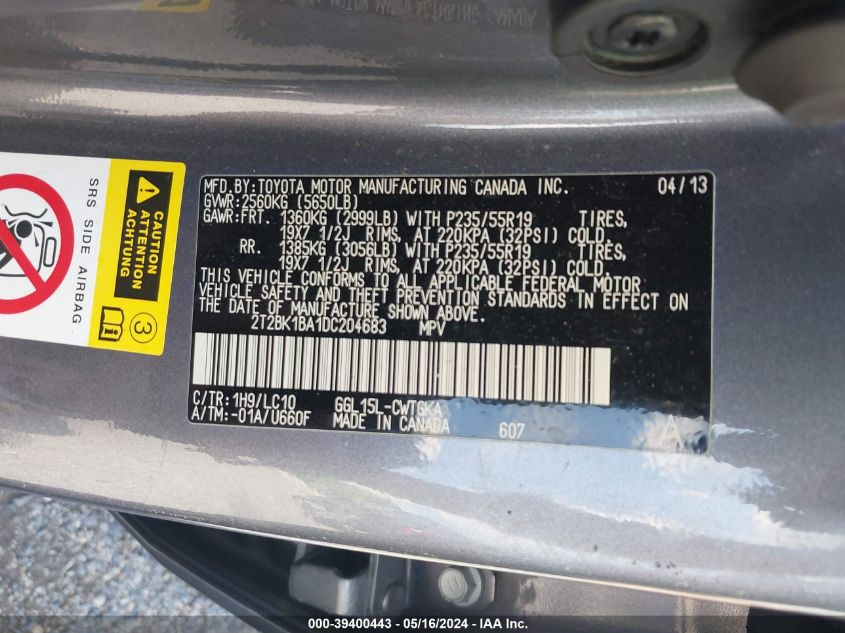 SRS SIDE AIRBAG
CAUTION
ATTENTION
CUIDADO
3
MFD.BY:TOYOTA MOTOR MANUFACTURING CANADA INC. 04/13
GVWR:2560KG (5650LB)
GAWR:FRT. 1360KG (2999LB) WITH P235/55R19 TIRES,
19X7 1/2J RIMS, AT 220KPA (32PSI) COLD
RR. 1385KG (3056LB) WITH P235/55R19 TIRES,
19X7 1/2J RIMS, AT 220KPA (32PSI) COLD.
THIS VEHICLE CONFORMS TO ALL APPLICABLE FEDERAL MOTOR
VEHICLE SAFETY AND THEFT PREVENTION STANDARDS IN EFFECT ON
THE DATE OF MANUFACTURE SHOWN ABOVE.
2T2BK1BA1DC204683 MPV
C/TR:1H9/LC10 GGL15L-CWTGKA
A/TM:-01A/U660F MADE IN CANADA 607 A
000-39400443 - 05/16/2024 - IAA Inc.